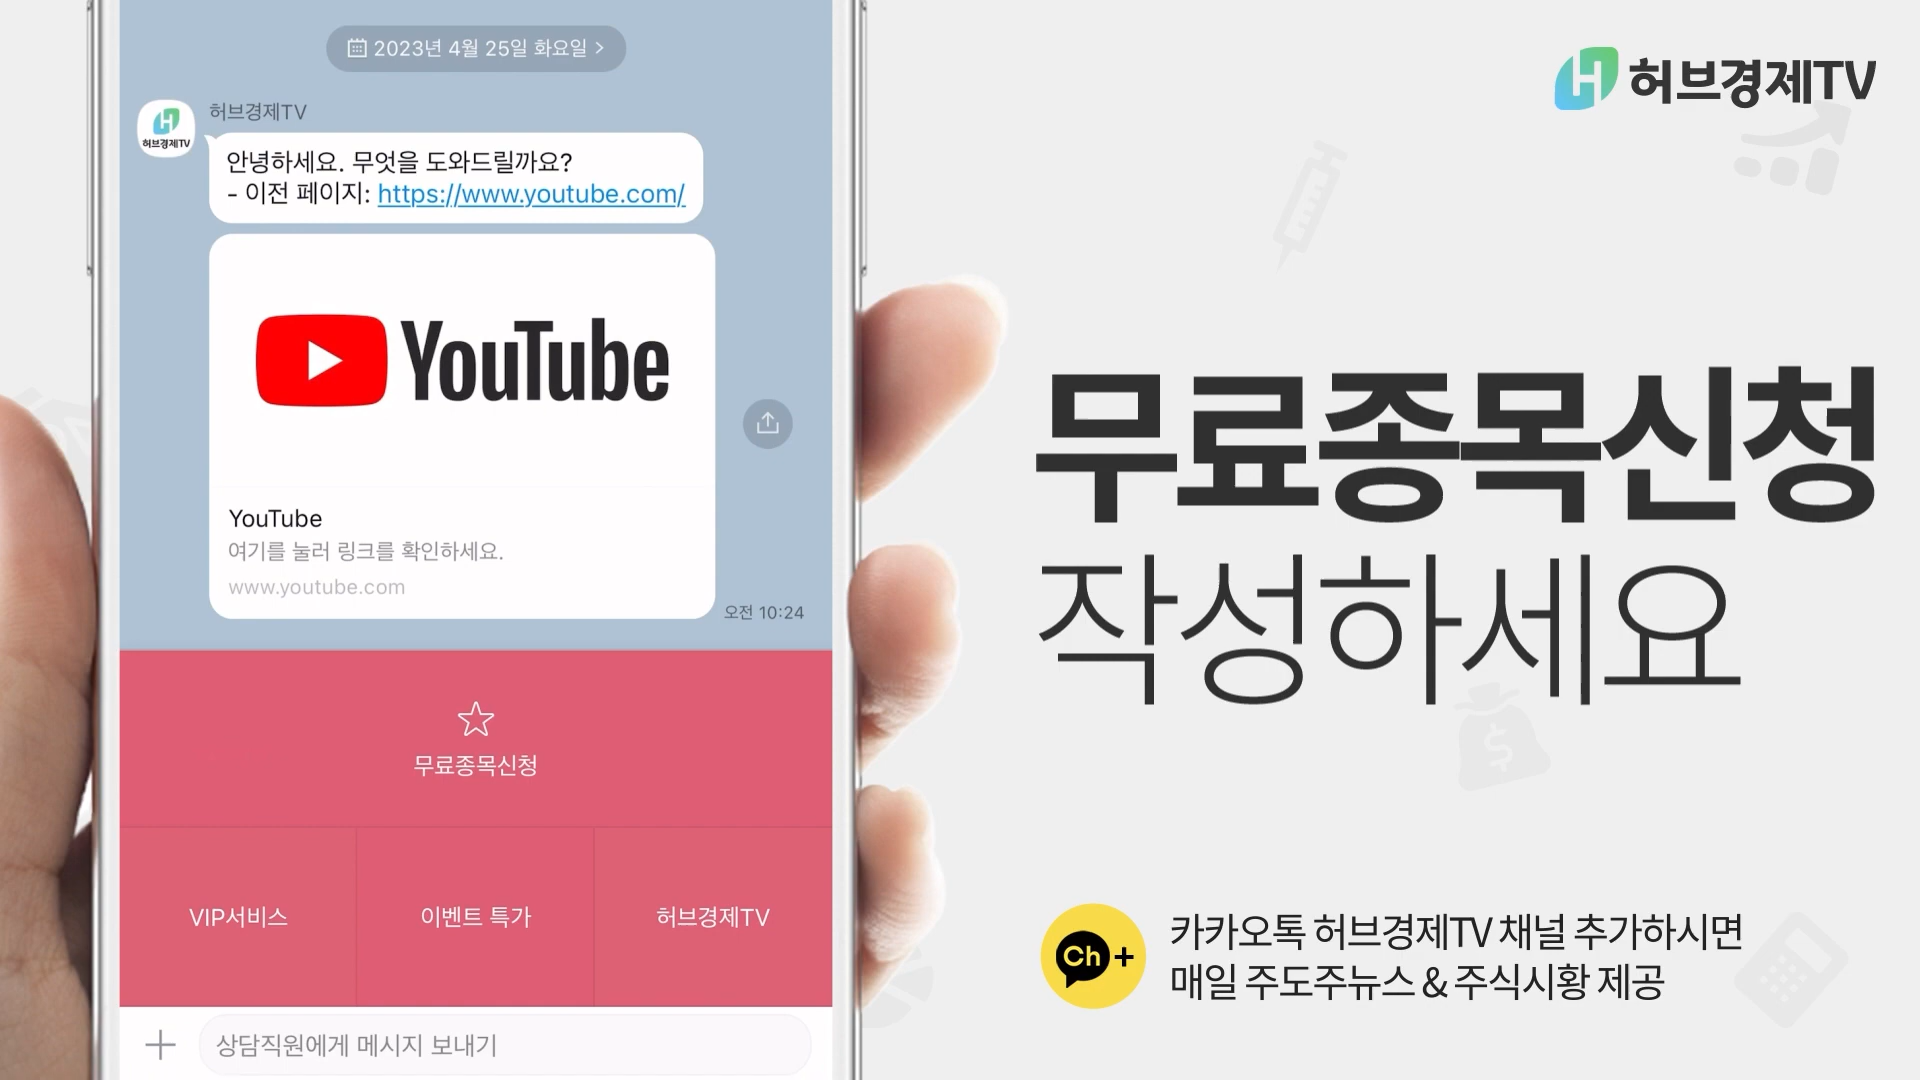 2023년 4월 25일 화요일 >
허브경제TV
허브경제TV
안녕하세요. 무엇을 도와드릴까요?
- 이전 페이지: https://www.youtube.com/
YouTube
YouTube
여기를 눌러 링크를 확인하세요.
www.youtube.com
오전 10:24
무료종목신청
VIP서비스
이벤트 특가
허브경제TV
상담직원에게 메시지 보내기
허브경제TV
무료종목신청
작성하세요
Ch+
카카오톡 허브경제TV 채널 추가하시면
매일 주도주뉴스 & 주식시황 제공